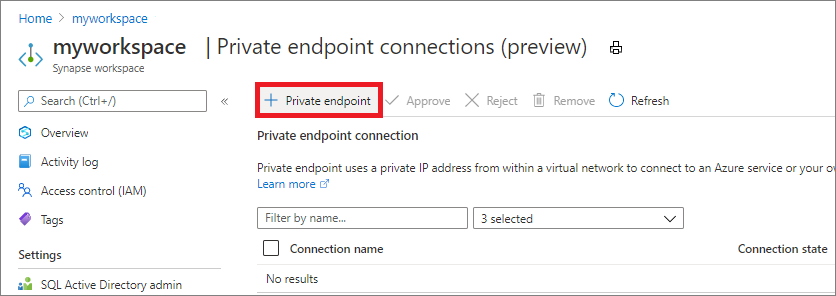 Home > myworkspace
myworkspace | Private endpoint connections (preview)
Synapse workspace
Search (Ctrl+/)
«
+ Private endpoint
Approve
Reject
Remove
Refresh
Overview
Activity log
Access control (IAM)
Tags
Settings
SQL Active Directory admin
Private endpoint connection
Private endpoint uses a private IP address from within a virtual network to connect to an Azure service or your o
Learn more
Filter by name...
3 selected
Connection name
Connection state
No results